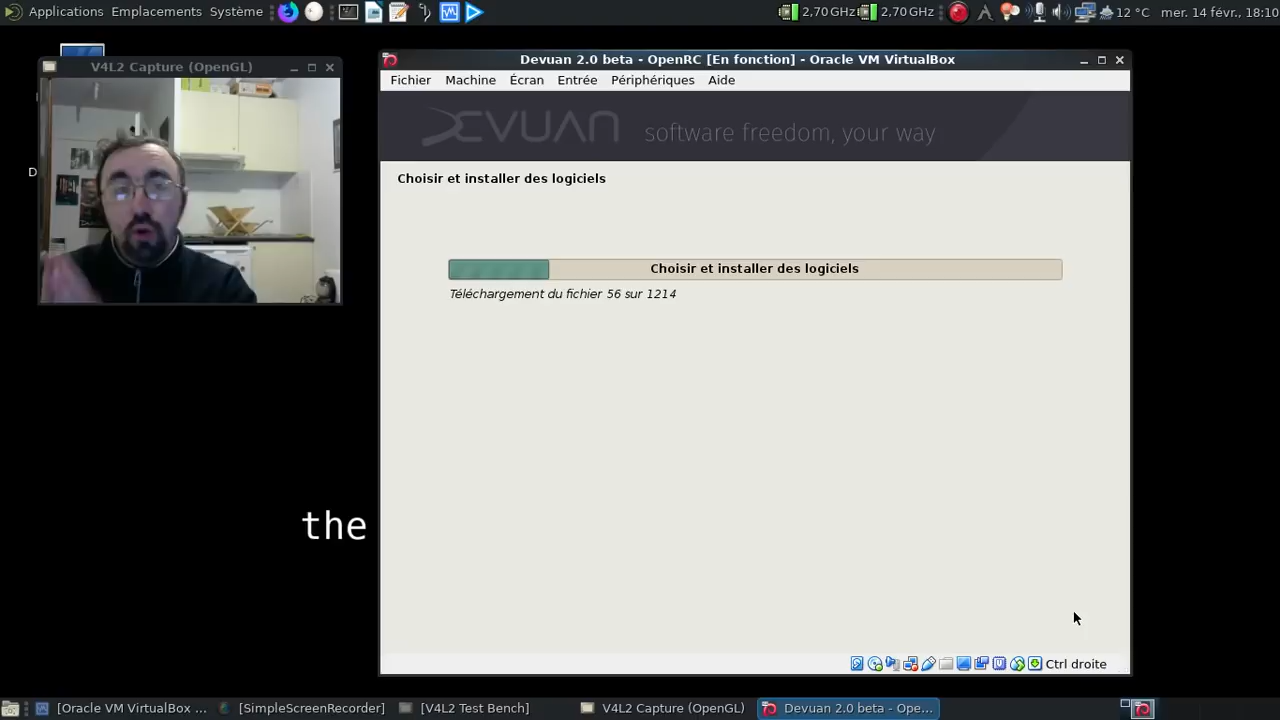 Applications Emplacements Système
2,70 GHz 2,70 GHz 12 °C mer. 14 févr., 18:10
V4L2 Capture (OpenGL)
D
Devuan 2.0 beta - OpenRC [En fonction] - Oracle VM VirtualBox
Fichier Machine Écran Entrée Périphériques Aide
DEVUAN software freedom, your way
Choisir et installer des logiciels
Choisir et installer des logiciels
Téléchargement du fichier 56 sur 1214
the
Ctrl droite
[Oracle VM VirtualBox ... [SimpleScreenRecorder] [V4L2 Test Bench] V4L2 Capture (OpenGL) Devuan 2.0 beta - Ope...